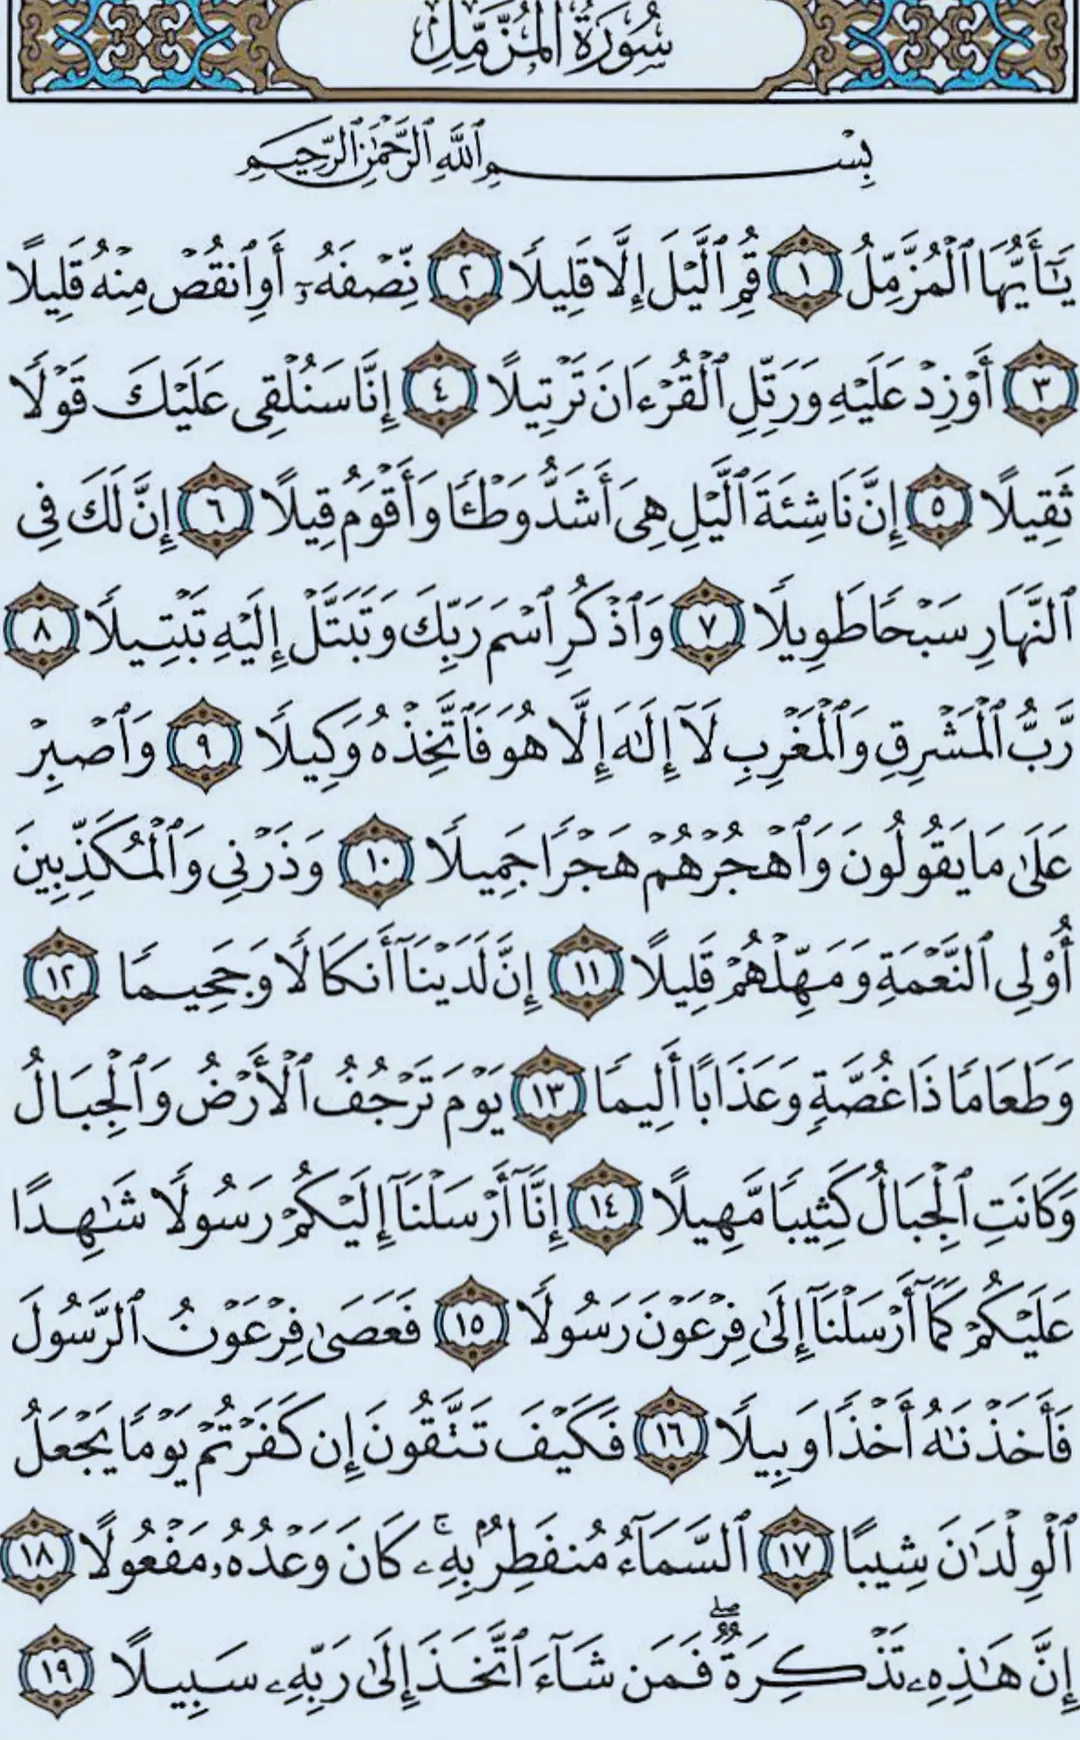 سُورَةُ المُزَّمِّلِ
بِسْمِ ٱللَّهِ ٱلرَّحْمَٰنِ ٱلرَّحِيمِ
يَـٰٓأَيُّهَا ٱلْمُزَّمِّلُ ١ قُمِ ٱلَّيْلَ إِلَّا قَلِيلًا ٢ نِّصْفَهُۥٓ أَوِ ٱنقُصْ مِنْهُ قَلِيلًا
٣ أَوْ زِدْ عَلَيْهِ وَرَتِّلِ ٱلْقُرْءَانَ تَرْتِيلًا ٤ إِنَّا سَنُلْقِى عَلَيْكَ قَوْلًا
ثَقِيلًا ٥ إِنَّ نَاشِئَةَ ٱلَّيْلِ هِىَ أَشَدُّ وَطْـًٔا وَأَقْوَمُ قِيلًا ٦ إِنَّ لَكَ فِى
ٱلنَّهَارِ سَبْحًا طَوِيلًا ٧ وَٱذْكُرِ ٱسْمَ رَبِّكَ وَتَبَتَّلْ إِلَيْهِ تَبْتِيلًا ٨
رَّبُّ ٱلْمَشْرِقِ وَٱلْمَغْرِبِ لَآ إِلَـٰهَ إِلَّا هُوَ فَٱتَّخِذْهُ وَكِيلًا ٩ وَٱصْبِرْ
عَلَىٰ مَا يَقُولُونَ وَٱهْجُرْهُمْ هَجْرًا جَمِيلًا ١٠ وَذَرْنِى وَٱلْمُكَذِّبِينَ
أُو۟لِى ٱلنَّعْمَةِ وَمَهِّلْهُمْ قَلِيلًا ١١ إِنَّ لَدَيْنَآ أَنكَالًا وَجَحِيمًا ١٢
وَطَعَامًا ذَا غُصَّةٍ وَعَذَابًا أَلِيمًا ١٣ يَوْمَ تَرْجُفُ ٱلْأَرْضُ وَٱلْجِبَالُ
وَكَانَتِ ٱلْجِبَالُ كَثِيبًا مَّهِيلًا ١٤ إِنَّآ أَرْسَلْنَآ إِلَيْكُمْ رَسُولًا شَـٰهِدًا
عَلَيْكُمْ كَمَآ أَرْسَلْنَآ إِلَىٰ فِرْعَوْنَ رَسُولًا ١٥ فَعَصَىٰ فِرْعَوْنُ ٱلرَّسُولَ
فَأَخَذْنَـٰهُ أَخْذًا وَبِيلًا ١٦ فَكَيْفَ تَتَّقُونَ إِن كَفَرْتُمْ يَوْمًا يَجْعَلُ
ٱلْوِلْدَٰنَ شِيبًا ١٧ ٱلسَّمَآءُ مُنفَطِرٌۢ بِهِۦ ۚ كَانَ وَعْدُهُۥ مَفْعُولًا ١٨
إِنَّ هَـٰذِهِۦ تَذْكِرَةٌ ۖ فَمَن شَآءَ ٱتَّخَذَ إِلَىٰ رَبِّهِۦ سَبِيلًا ١٩